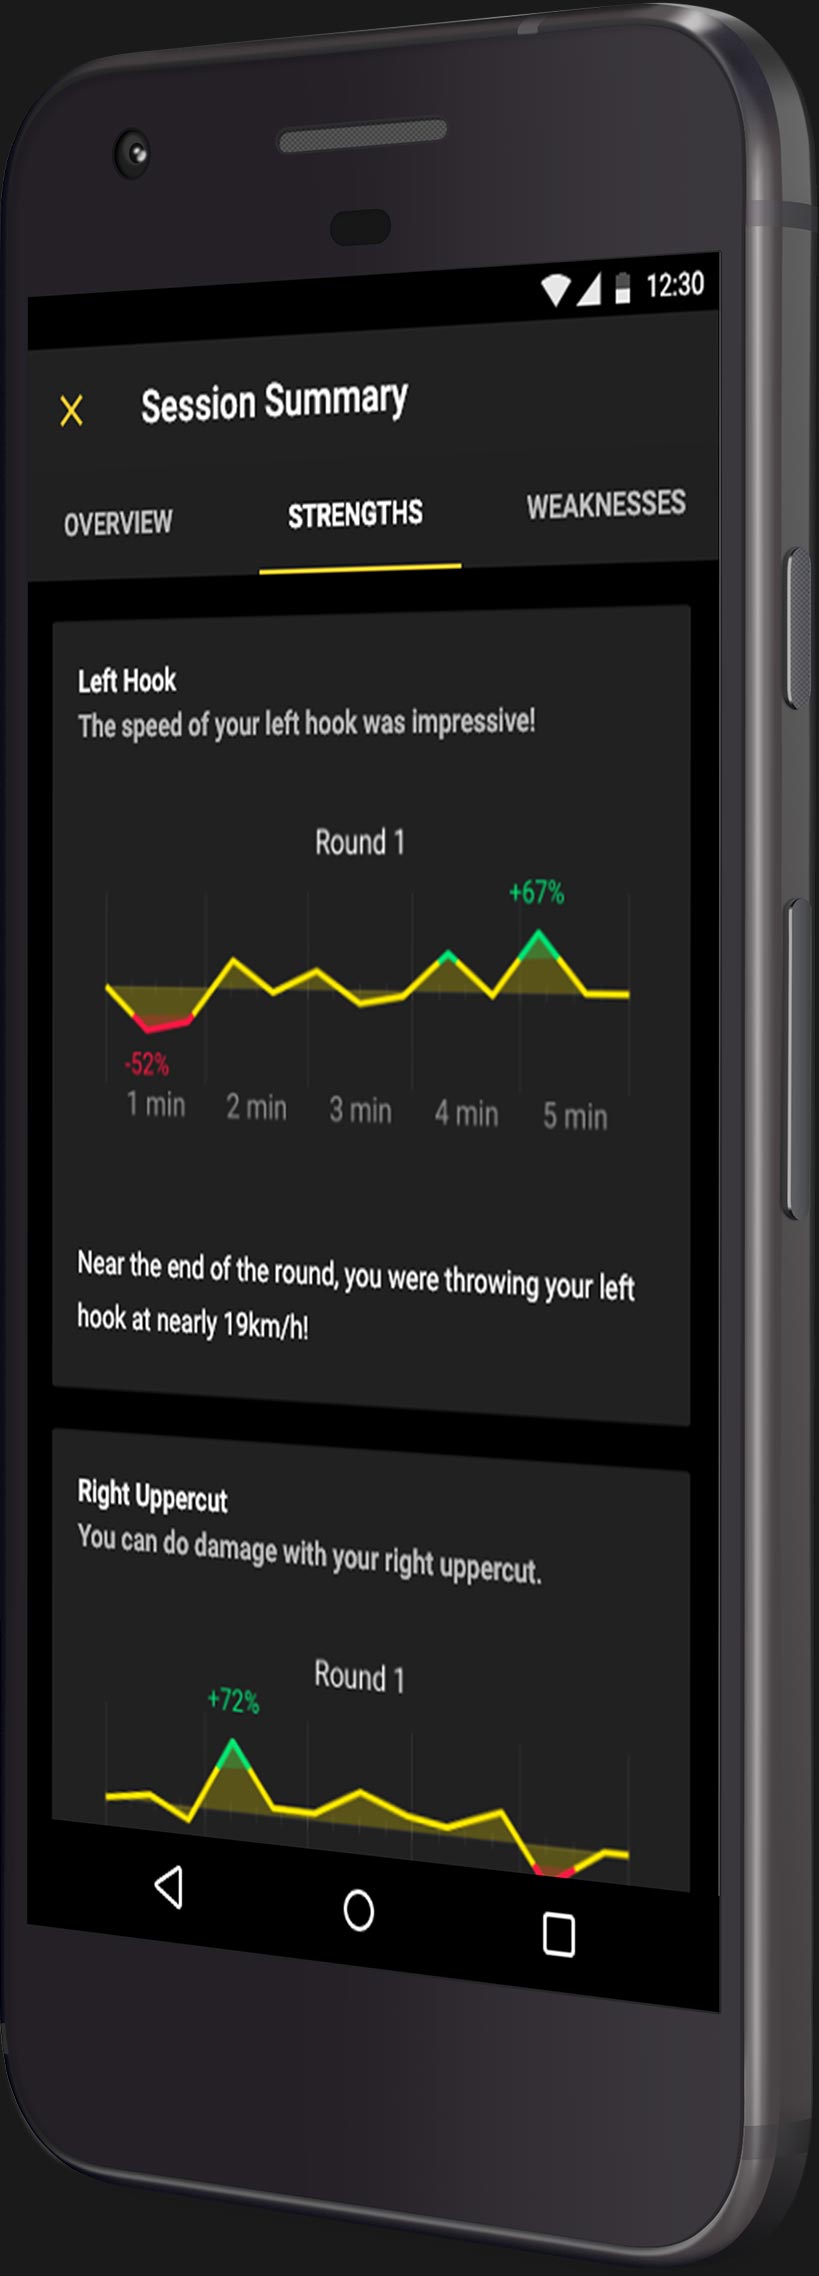 12:30
Session Summary
OVERVIEW STRENGTHS WEAKNESSES
Left Hook
The speed of your left hook was impressive!
Round 1
+67%
-52%
1 min 2 min 3 min 4 min 5 min
Near the end of the round, you were throwing your left
hook at nearly 19km/h!
Right Uppercut
You can do damage with your right uppercut.
Round 1
+72%